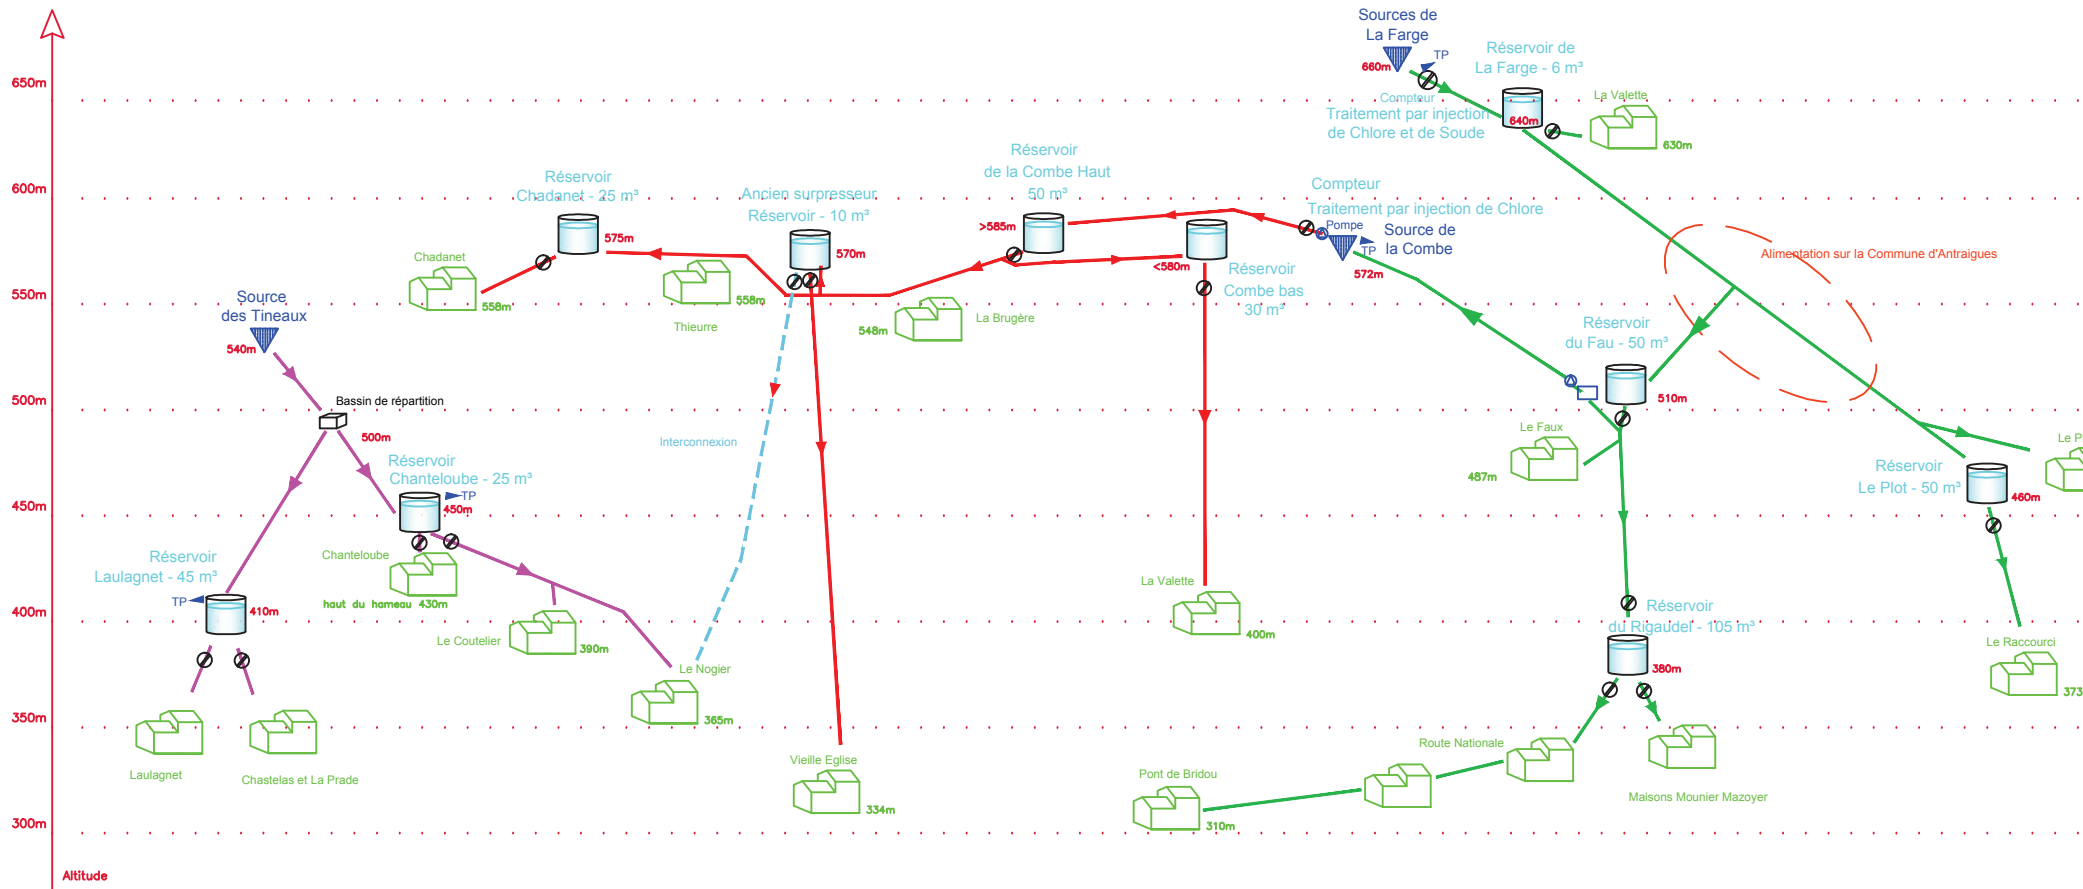 Sources de
La Farge
TP
660m
Réservoir de
La Farge - 6 m³
650m
Compteur
Traitement par injection
de Chlore et de Soude
640m
La Valette
630m
600m
Réservoir
Chadanet - 25 m³
575m
Ancien surpresseur
Réservoir - 10 m³
570m
Réservoir
de la Combe Haut
50 m³
>585m
Compteur
Traitement par injection de Chlore
Pompe
Source de
la Combe
TP
572m
<580m
Réservoir
Combe bas
30 m³
Alimentation sur la Commune d'Antraigues
Chadanet
558m
Thieurre
558m
La Brugère
548m
550m
Source
des Tineaux
540m
Réservoir
du Fau - 50 m³
510m
500m
Bassin de répartition
500m
Interconnexion
Le Faux
487m
Le P
Réservoir
Le Plot - 50 m³
460m
Réservoir
Chanteloube - 25 m³
TP
450m
450m
Chanteloube
haut du hameau 430m
Réservoir
Laulagnet - 45 m³
TP
410m
400m
Le Coutelier
390m
La Valette
400m
Réservoir
du Rigaudel - 105 m³
380m
Le Raccourci
373
Le Nogier
365m
350m
Laulagnet
Chastelas et La Prade
Vieille Eglise
334m
Route Nationale
Pont de Bridou
310m
Maisons Mounier Mazoyer
300m
Altitude